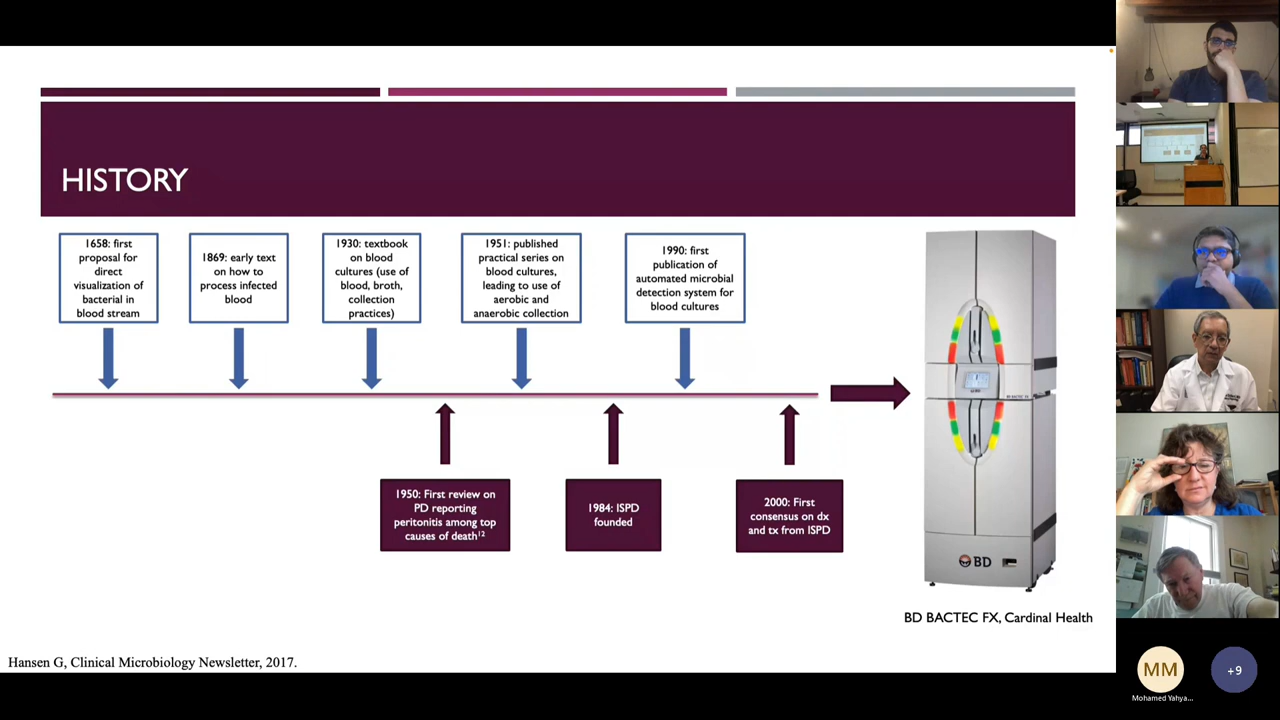 HISTORY
1658: first
proposal for
direct
visualization of
bacterial in
blood stream
1869: early text
on how to
process infected
blood
1930: textbook
on blood
cultures (use of
blood, broth,
collection
practices)
1951: published
practical series on
blood cultures,
leading to use of
aerobic and
anaerobic collection
1990: first
publication of
automated microbial
detection system for
blood cultures
1950: First review on
PD reporting
peritonitis among top
causes of death¹²
1984: ISPD
founded
2000: First
consensus on dx
and tx from ISPD
BD BACTEC FX
BD
BD BACTEC FX, Cardinal Health
Hansen G, Clinical Microbiology Newsletter, 2017.
MM
Mohamed Yahya...
+9